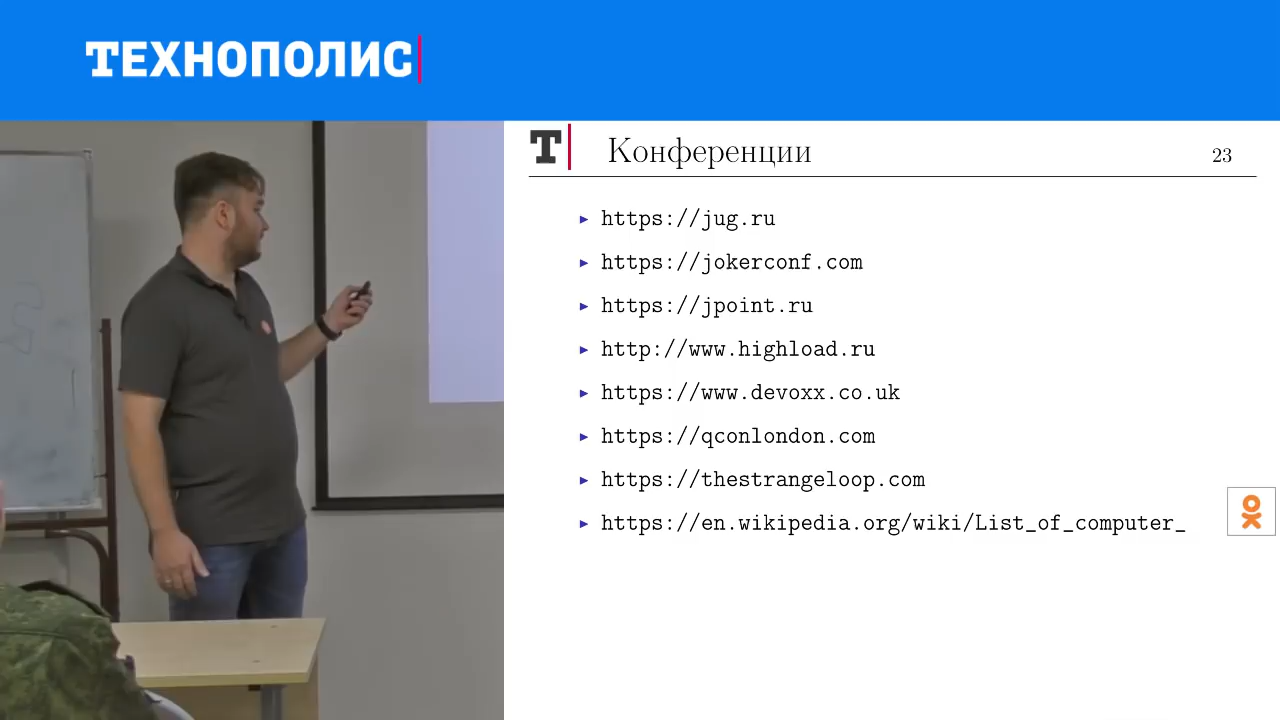 ТЕХНОПОЛИС
Т Конференции 23
https://jug.ru
https://jokerconf.com
https://jpoint.ru
http://www.highload.ru
https://www.devoxx.co.uk
https://qconlondon.com
https://thestrangeloop.com
https://en.wikipedia.org/wiki/List_of_computer_